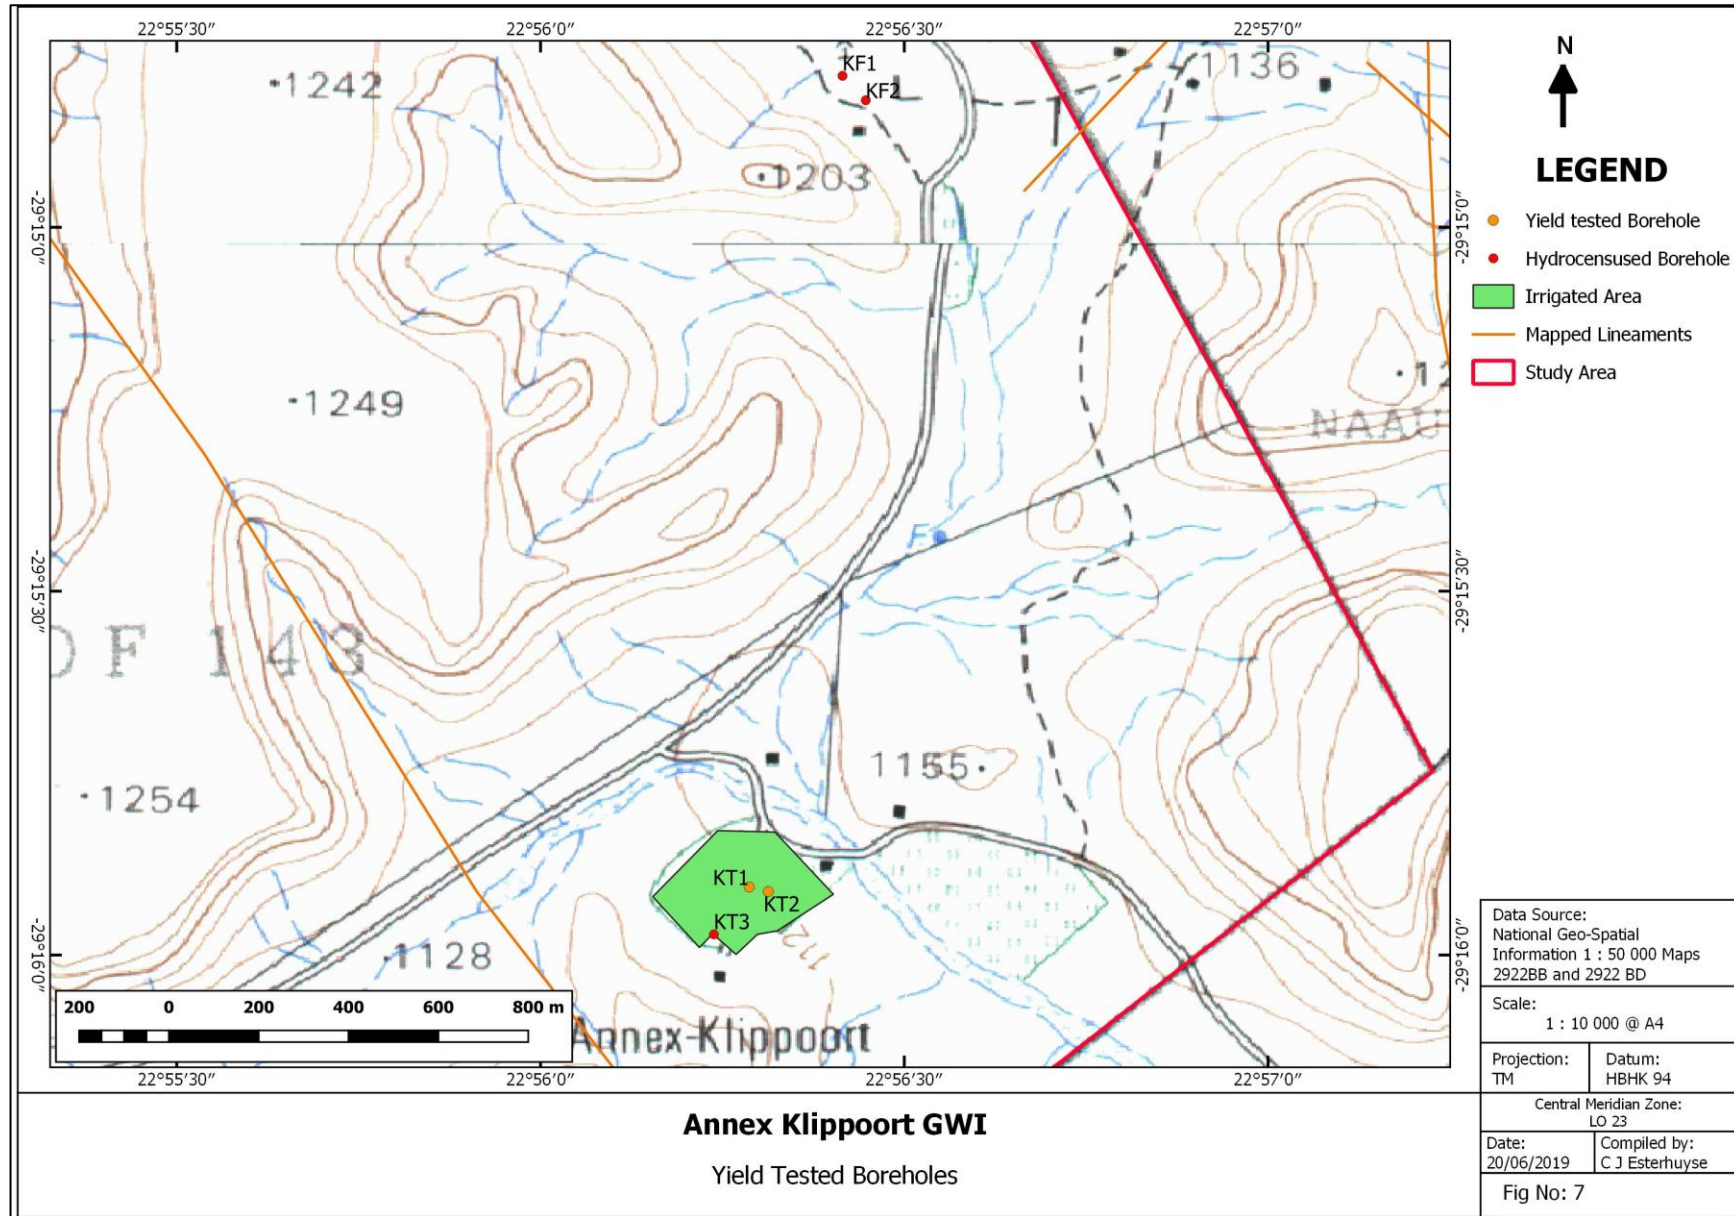 22°55'30"
22°56'0"
22°56'30"
22°57'0"
N
LEGEND
Yield tested Borehole
Hydrocensused Borehole
Irrigated Area
Mapped Lineaments
Study Area
KF1
KF2
1242
1136
1203
-29°15'0"
-29°15'0"
1249
NAAU
F
-29°15'30"
-29°15'30"
OF 143
1155
1254
KT1
KT2
KT3
112
1128
-29°16'0"
-29°16'0"
200 0 200 400 600 800 m
Annex-Klippoort
22°55'30"
22°56'0"
22°56'30"
22°57'0"
Annex Klippoort GWI
Yield Tested Boreholes
Data Source:
National Geo-Spatial
Information 1 : 50 000 Maps
2922BB and 2922 BD
Scale:
1 : 10 000 @ A4
Projection:
TM
Datum:
HBHK 94
Central Meridian Zone:
LO 23
Date:
20/06/2019
Compiled by:
C J Esterhuyse
Fig No: 7